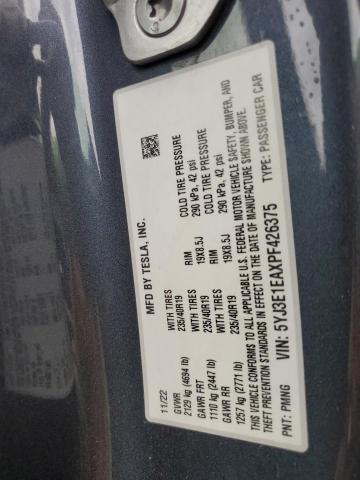 MFD BY TESLA, INC.
11/22
GVWR
2129 kg (4694 lb)
WITH TIRES
235/40R19
RIM
19X8.5J
COLD TIRE PRESSURE
290 kPa, 42 psi
GAWR FRT
1110 kg (2447 lb)
WITH TIRES
235/40R19
RIM
19X8.5J
COLD TIRE PRESSURE
290 kPa, 42 psi
GAWR RR
1257 kg (2771 lb)
WITH TIRES
235/40R19
RIM
19X8.5J
COLD TIRE PRESSURE
290 kPa, 42 psi
THIS VEHICLE CONFORMS TO ALL APPLICABLE U.S. FEDERAL MOTOR VEHICLE SAFETY, BUMPER, AND
THEFT PREVENTION STANDARDS IN EFFECT ON THE DATE OF MANUFACTURE SHOWN ABOVE.
VIN: 5YJ3E1EAXPF426375
TYPE: PASSENGER CAR
PNT: PMNG